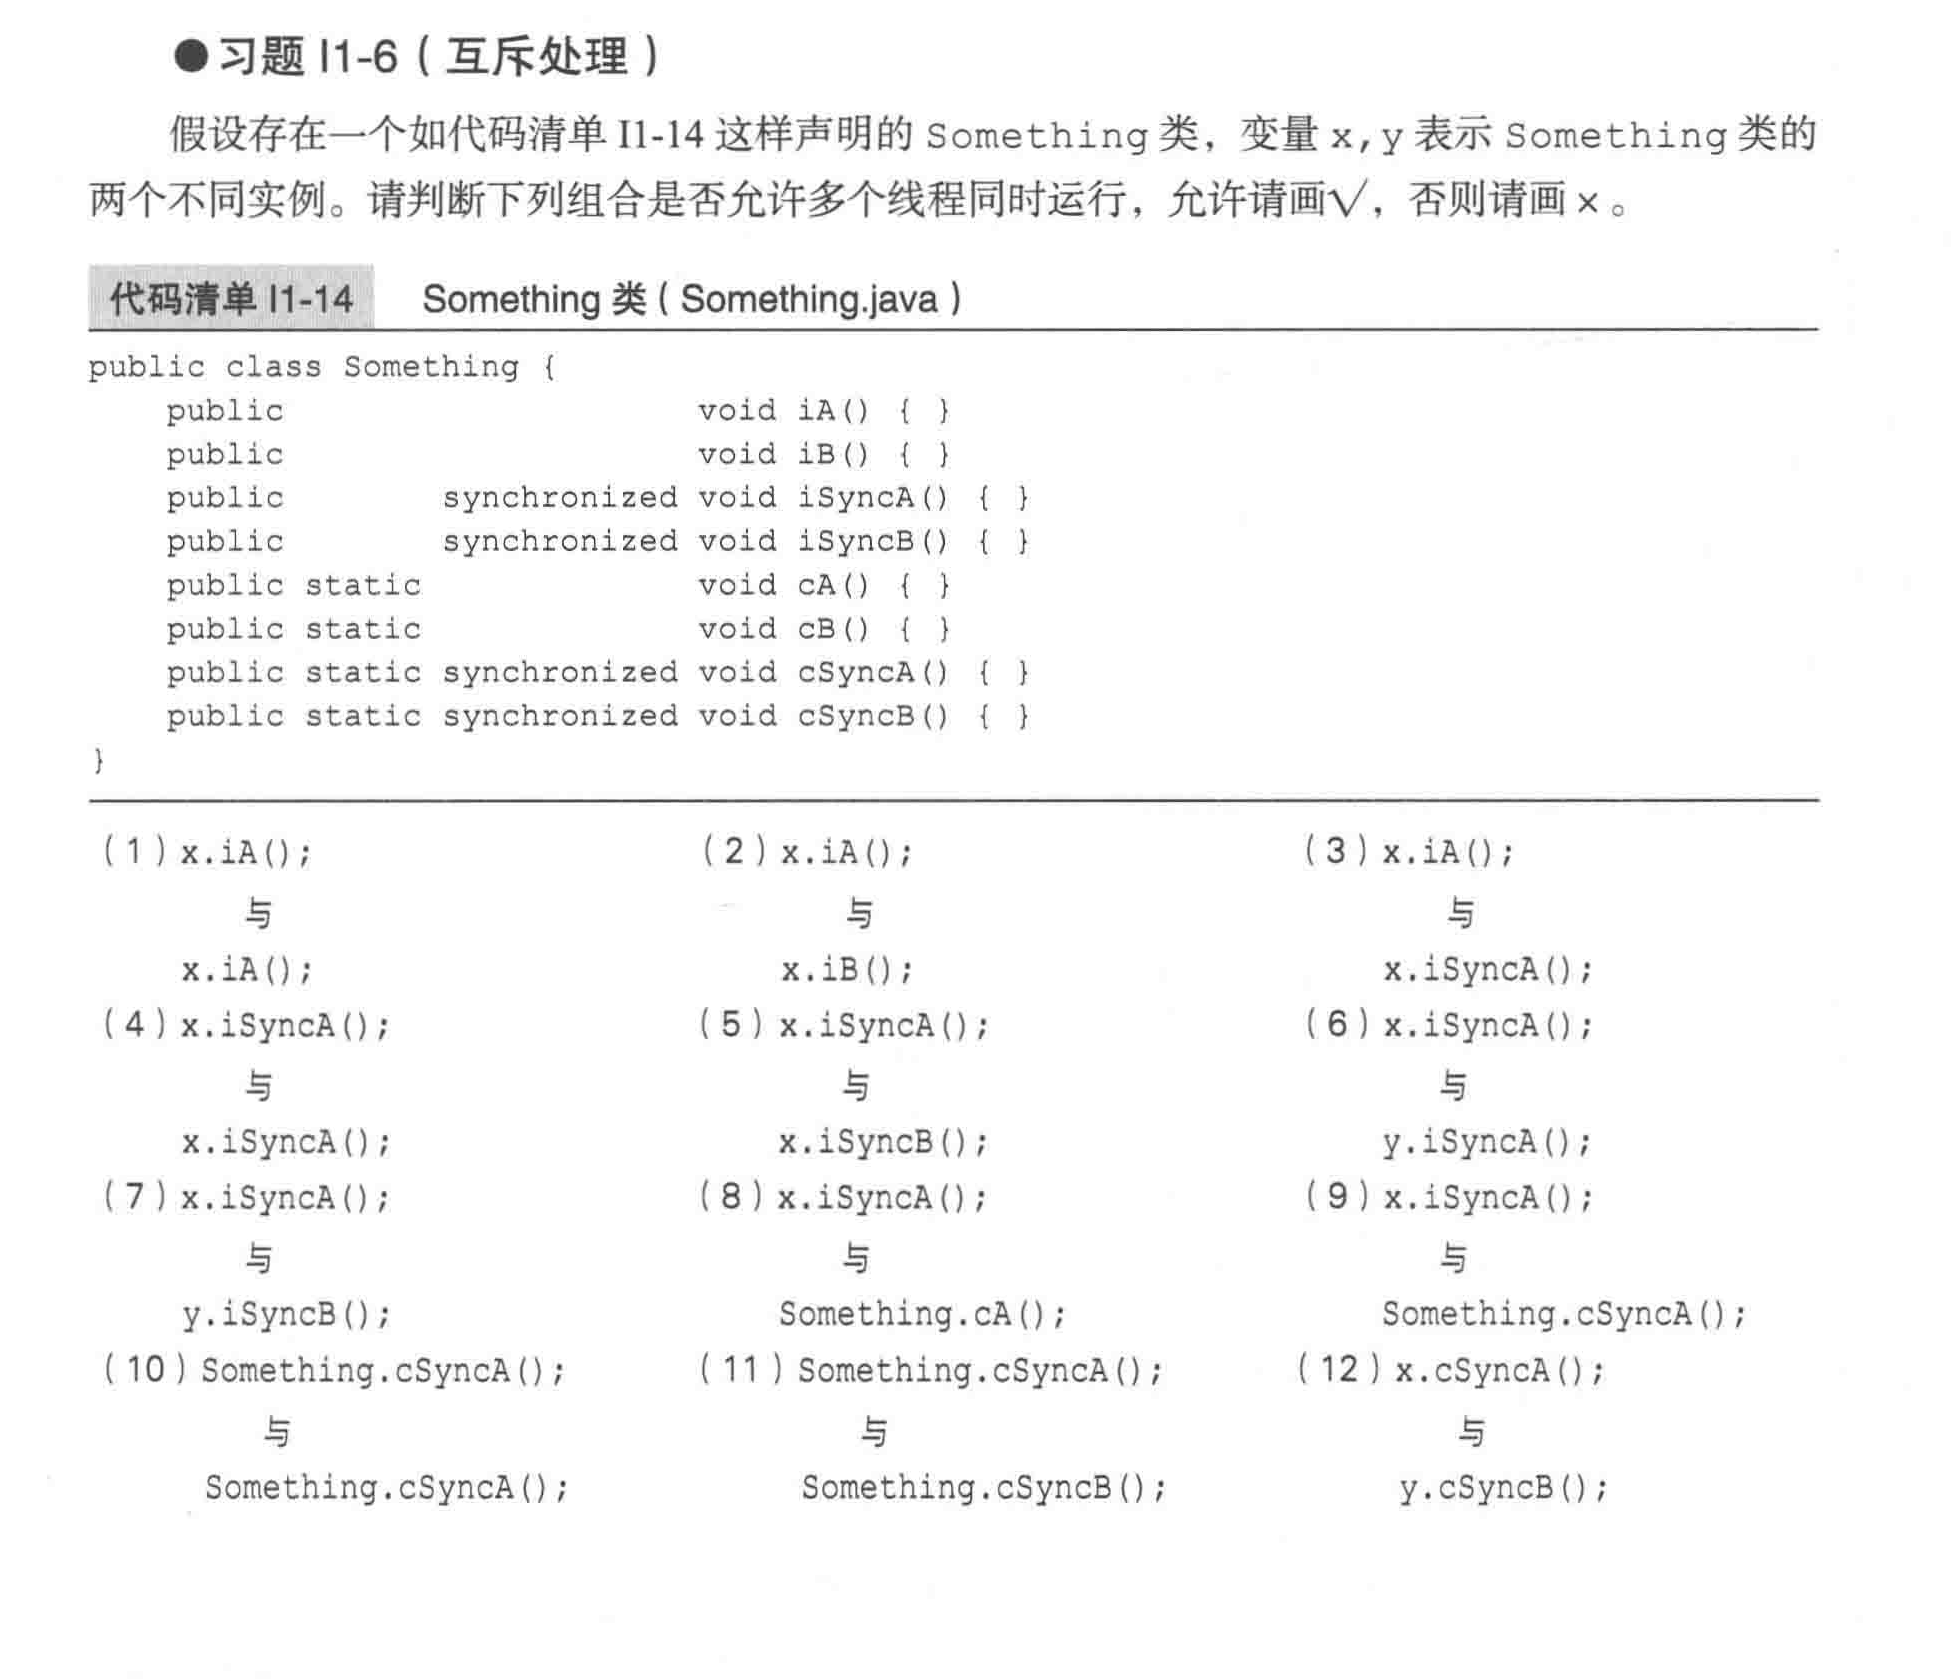 ●习题 I1-6（互斥处理）
假设存在一个如代码清单 I1-14 这样声明的 Something 类，变量 x, y 表示 Something 类的
两个不同实例。请判断下列组合是否允许多个线程同时运行，允许请画√，否则请画 ×。
代码清单 I1-14 Something 类（Something.java）
public class Something {
    public                     void iA() { }
    public                     void iB() { }
    public        synchronized void iSyncA() { }
    public        synchronized void iSyncB() { }
    public static              void cA() { }
    public static              void cB() { }
    public static synchronized void cSyncA() { }
    public static synchronized void cSyncB() { }
}
（1）x.iA(); （2）x.iA(); （3）x.iA();
与 与 与
x.iA(); x.iB(); x.iSyncA();
（4）x.iSyncA(); （5）x.iSyncA(); （6）x.iSyncA();
与 与 与
x.iSyncA(); x.iSyncB(); y.iSyncA();
（7）x.iSyncA(); （8）x.iSyncA(); （9）x.iSyncA();
与 与 与
y.iSyncB(); Something.cA(); Something.cSyncA();
（10）Something.cSyncA(); （11）Something.cSyncA(); （12）x.cSyncA();
与 与 与
Something.cSyncA(); Something.cSyncB(); y.cSyncB();